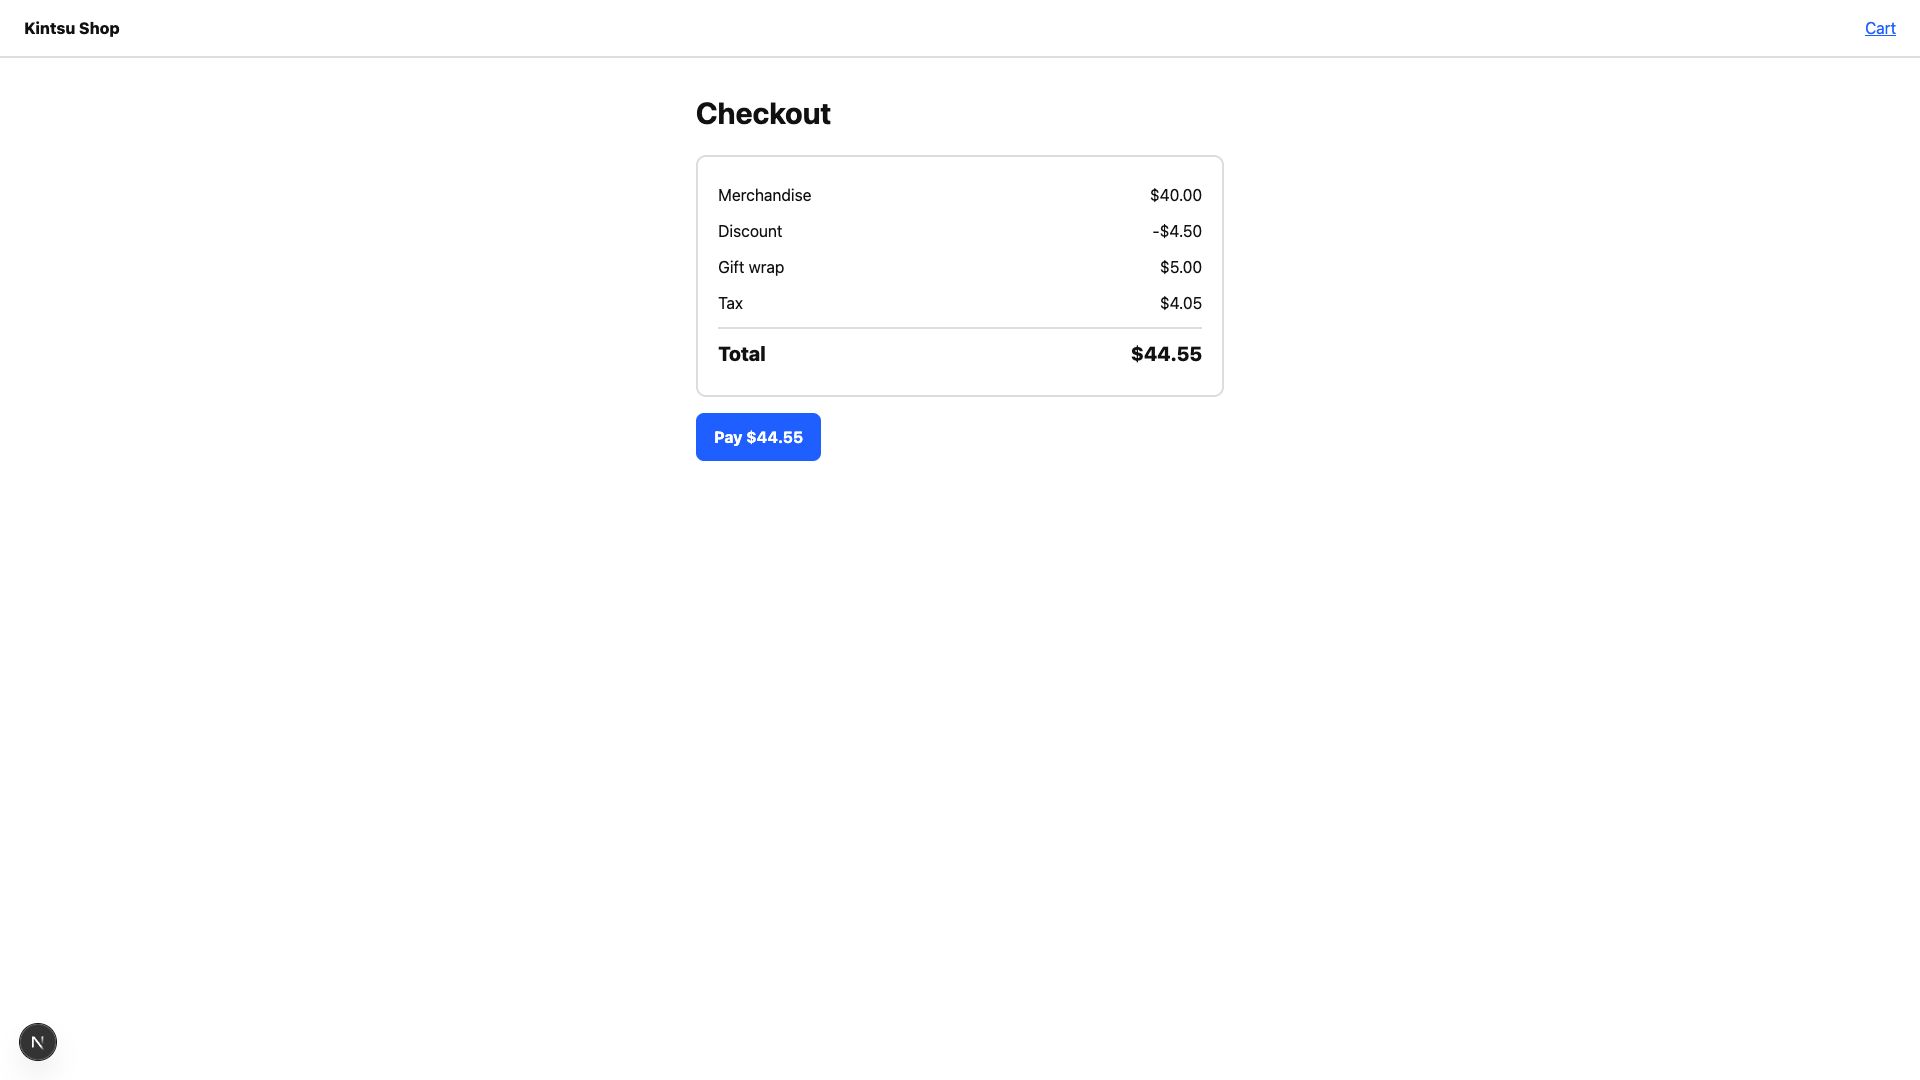 Kintsu Shop Cart
Checkout
Merchandise $40.00
Discount -$4.50
Gift wrap $5.00
Tax $4.05
Total $44.55
Pay $44.55
N